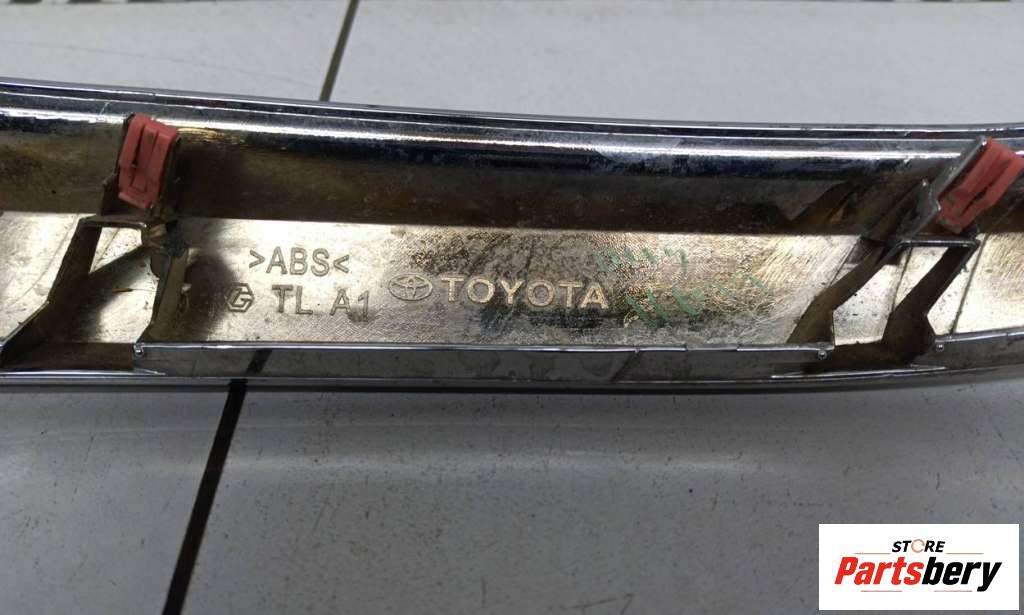 >ABS<
TL A1
TOYOTA
STORE
Partsbery